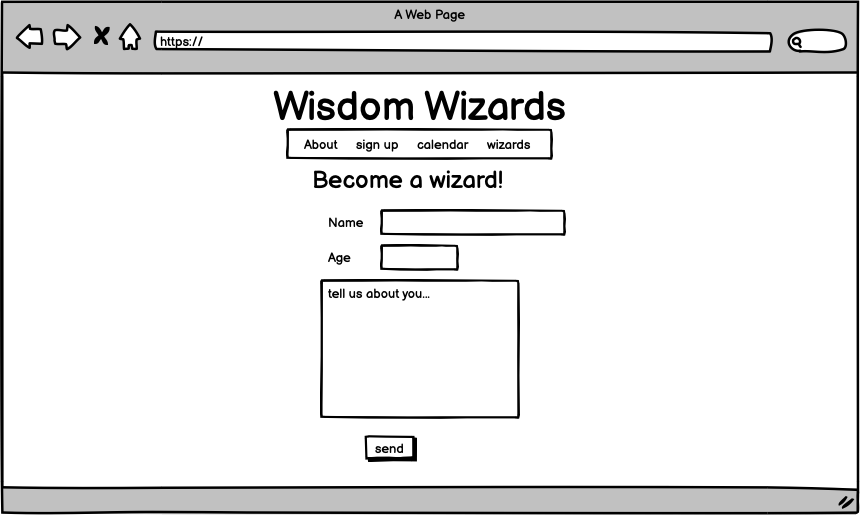 A Web Page
https://
Wisdom Wizards
About sign up calendar wizards
Become a wizard!
Name
Age
tell us about you...
send